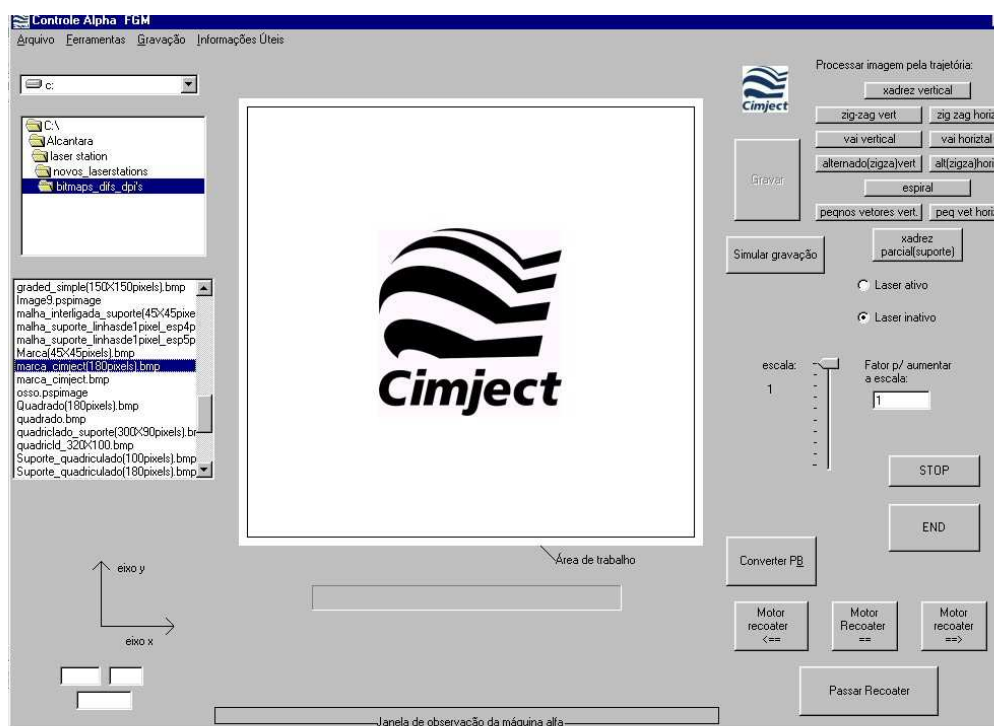 Controle Alpha FGM
Arquivo Ferramentas Gravação Informações Úteis
c:
C:\
Alcantara
laser station
novos_laserstations
bitmaps_difs_dpi's
graded_simple(150X150pixels).bmp
Image9.pspimage
malha_interligada_suporte(45X45pixe
malha_suporte_linhasde1pixel_esp4p
malha_suporte_linhasde1pixel_esp5p
Marca(45X45pixels).bmp
marca_cimject(180pixels).bmp
marca_cimject.bmp
osso.pspimage
Quadrado(180pixels).bmp
quadrado.bmp
quadriclado_suporte(300X90pixels).br
quadricld_320X100.bmp
Suporte_quadriculado(100pixels).bmp
Suporte_quadriculado(180pixels).bmp
eixo y
eixo x
Cimject
Área de trabalho
Janela de observação da máquina alfa
Cimject
Processar imagem pela trajetória:
xadrez vertical
zig-zag vert
zig zag horiz
vai vertical
vai horiztal
alternado(zigza)vert
alt(zigza)hori
espiral
peqnos vetores vert.
peq vet horiz
xadrez
parcial(suporte)
Gravar
Simular gravação
Laser ativo
Laser inativo
escala:
1
Fator p/ aumentar
a escala:
1
STOP
END
Converter PB
Motor
recoater
<==
Motor
Recoater
==
Motor
recoater
==>
Passar Recoater